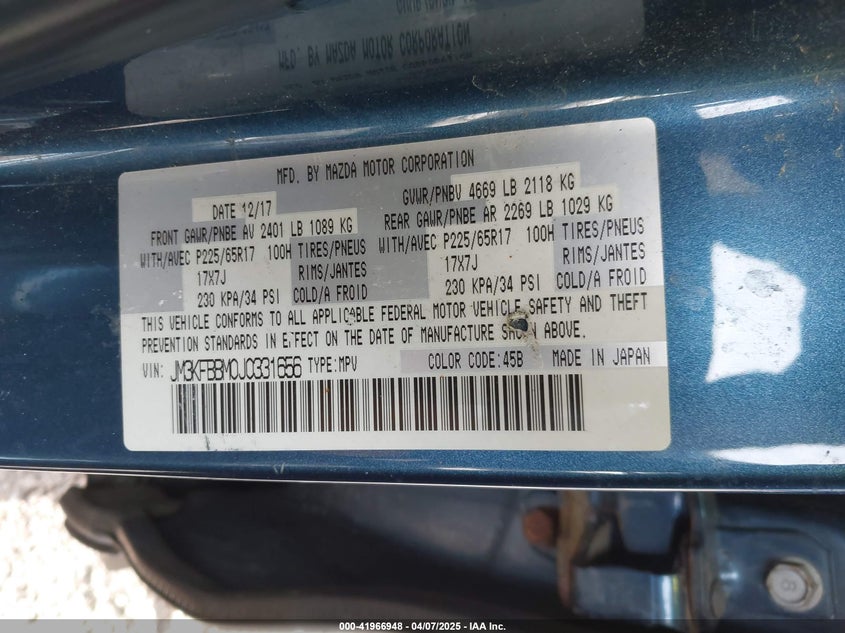 MFD. BY MAZDA MOTOR CORPORATION
DATE 12/17
GVWR/PNBV 4669 LB 2118 KG
FRONT GAWR/PNBE AV 2401 LB 1089 KG
REAR GAWR/PNBE AR 2269 LB 1029 KG
WITH/AVEC P225/65R17 100H TIRES/PNEUS
WITH/AVEC P225/65R17 100H TIRES/PNEUS
17X7J RIMS/JANTES
17X7J RIMS/JANTES
230 KPA/34 PSI COLD/A FROID
230 KPA/34 PSI COLD/A FROID
THIS VEHICLE CONFORMS TO ALL APPLICABLE FEDERAL MOTOR VEHICLE SAFETY AND THEFT
PREVENTION STANDARDS IN EFFECT ON THE DATE OF MANUFACTURE SHOWN ABOVE.
VIN: JM3KFBBM0J0331656 TYPE:MPV COLOR CODE:45B MADE IN JAPAN
000-41966948 - 04/07/2025 - IAA Inc.